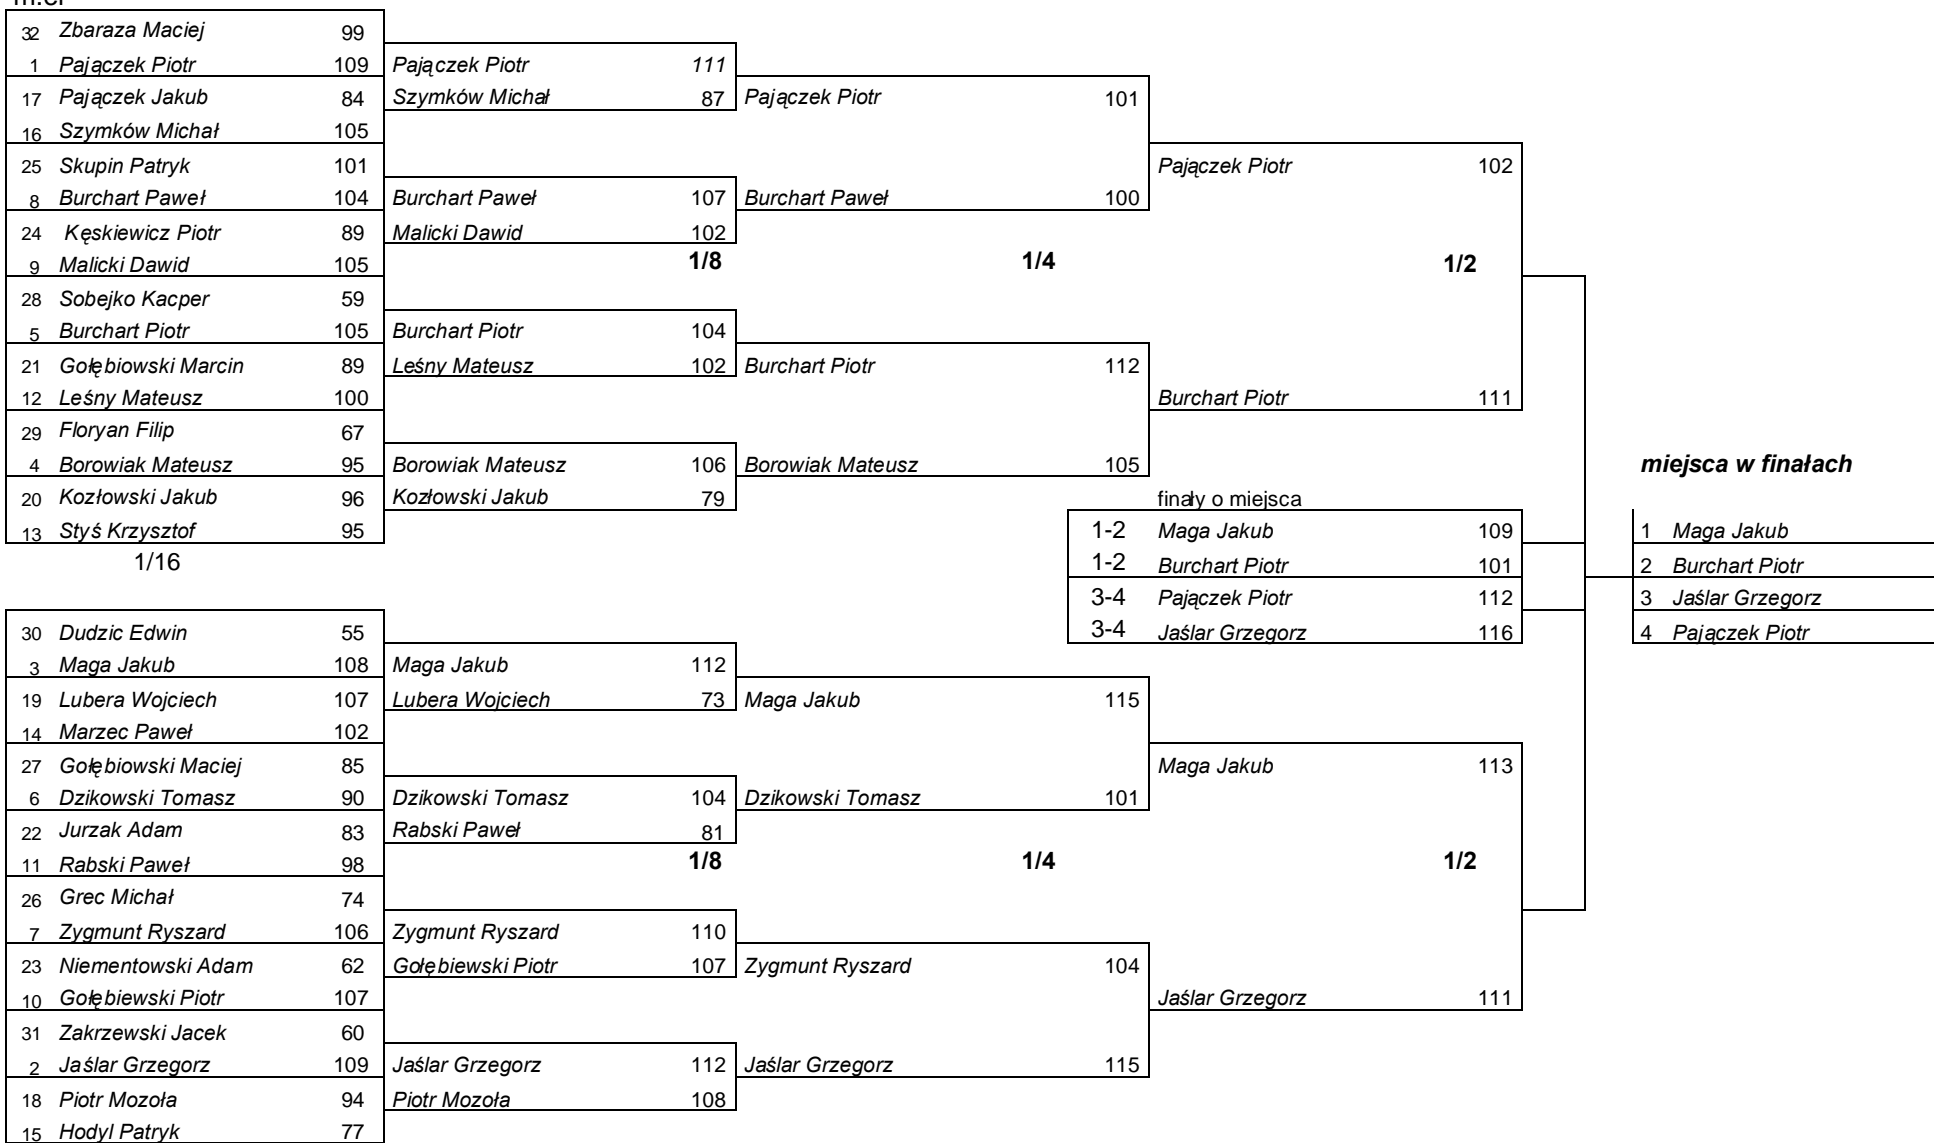 32 Zbaraza Maciej 99
1 Pajączek Piotr 109 Pajączek Piotr 111
17 Pajączek Jakub 84 Szymków Michał 87 Pajączek Piotr 101
16 Szymków Michał 105
25 Skupin Patryk 101 Pajączek Piotr 102
8 Burchart Paweł 104 Burchart Paweł 107 Burchart Paweł 100
24 Kęskiewicz Piotr 89 Malicki Dawid 102
9 Malicki Dawid 105 1/8 1/4 1/2
28 Sobejko Kacper 59
5 Burchart Piotr 105 Burchart Piotr 104
21 Gołębiowski Marcin 89 Leśny Mateusz 102 Burchart Piotr 112
12 Leśny Mateusz 100 Burchart Piotr 111
29 Floryan Filip 67
4 Borowiak Mateusz 95 Borowiak Mateusz 106 Borowiak Mateusz 105 miejsca w finałach
20 Kozłowski Jakub 96 Kozłowski Jakub 79 finały o miejsca
13 Styś Krzysztof 95 1-2 Maga Jakub 109 1 Maga Jakub
1/16 1-2 Burchart Piotr 101 2 Burchart Piotr
3-4 Pajączek Piotr 112 3 Jaślar Grzegorz
30 Dudzic Edwin 55 3-4 Jaślar Grzegorz 116 4 Pajączek Piotr
3 Maga Jakub 108 Maga Jakub 112
19 Lubera Wojciech 107 Lubera Wojciech 73 Maga Jakub 115
14 Marzec Paweł 102
27 Gołębiowski Maciej 85 Maga Jakub 113
6 Dzikowski Tomasz 90 Dzikowski Tomasz 104 Dzikowski Tomasz 101
22 Jurzak Adam 83 Rabski Paweł 81
11 Rabski Paweł 98 1/8 1/4 1/2
26 Grec Michał 74
7 Zygmunt Ryszard 106 Zygmunt Ryszard 110
23 Niementowski Adam 62 Gołębiewski Piotr 107 Zygmunt Ryszard 104
10 Gołębiewski Piotr 107 Jaślar Grzegorz 111
31 Zakrzewski Jacek 60
2 Jaślar Grzegorz 109 Jaślar Grzegorz 112 Jaślar Grzegorz 115
18 Piotr Mozoła 94 Piotr Mozoła 108
15 Hodyl Patryk 77